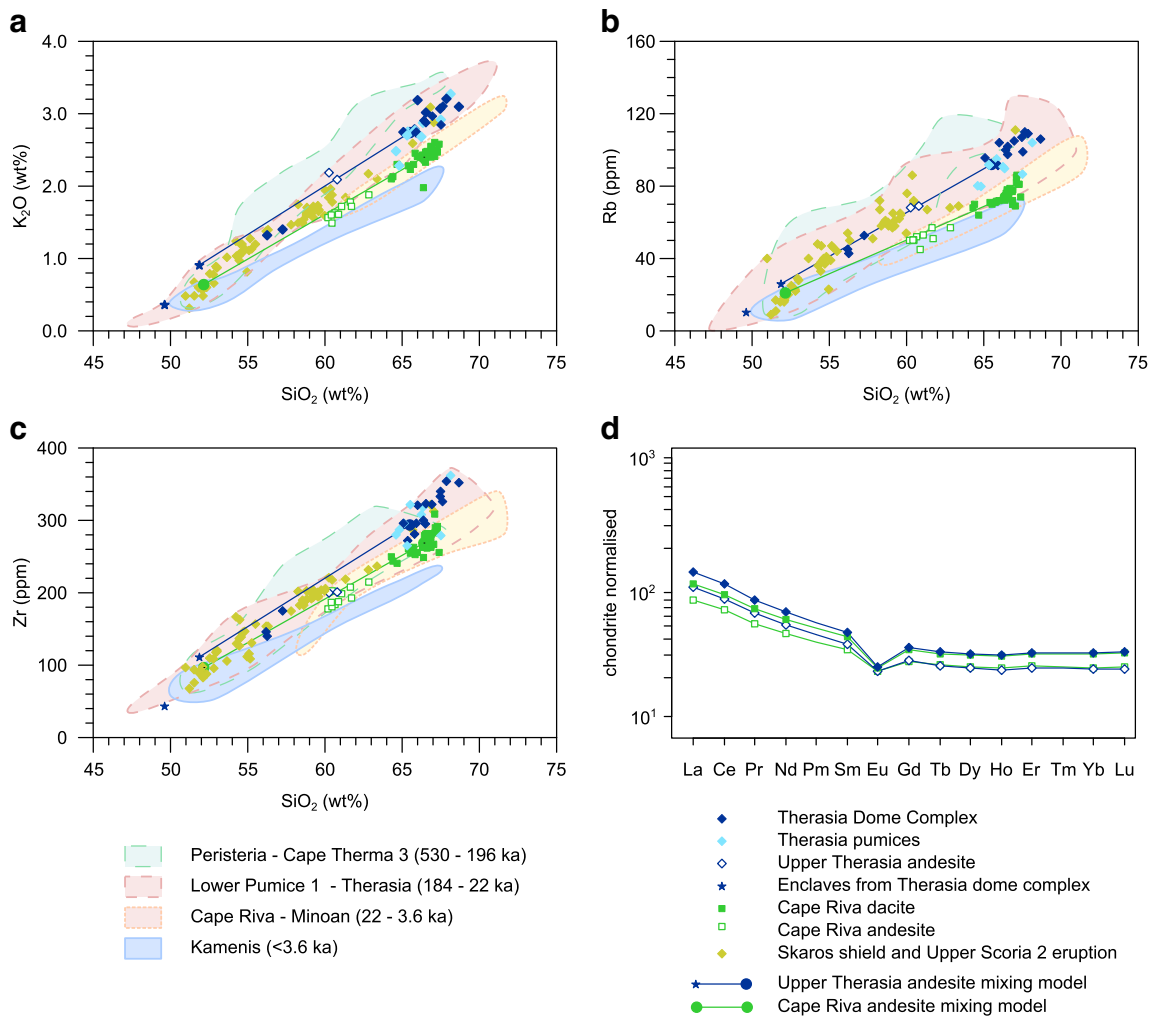 a
b
4.0
3.0
2.0
1.0
0.0
K₂O (wt%)
45 50 55 60 65 70 75
SiO₂ (wt%)
160
120
80
40
0
Rb (ppm)
45 50 55 60 65 70 75
SiO₂ (wt%)
c
d
400
300
200
100
0
Zr (ppm)
45 50 55 60 65 70 75
SiO₂ (wt%)
10³
10²
10¹
chondrite normalised
La Ce Pr Nd Pm Sm Eu Gd Tb Dy Ho Er Tm Yb Lu
Peristeria - Cape Therma 3 (530 - 196 ka)
Lower Pumice 1 - Therasia (184 - 22 ka)
Cape Riva - Minoan (22 - 3.6 ka)
Kamenis (<3.6 ka)
Therasia Dome Complex
Therasia pumices
Upper Therasia andesite
Enclaves from Therasia dome complex
Cape Riva dacite
Cape Riva andesite
Skaros shield and Upper Scoria 2 eruption
Upper Therasia andesite mixing model
Cape Riva andesite mixing model